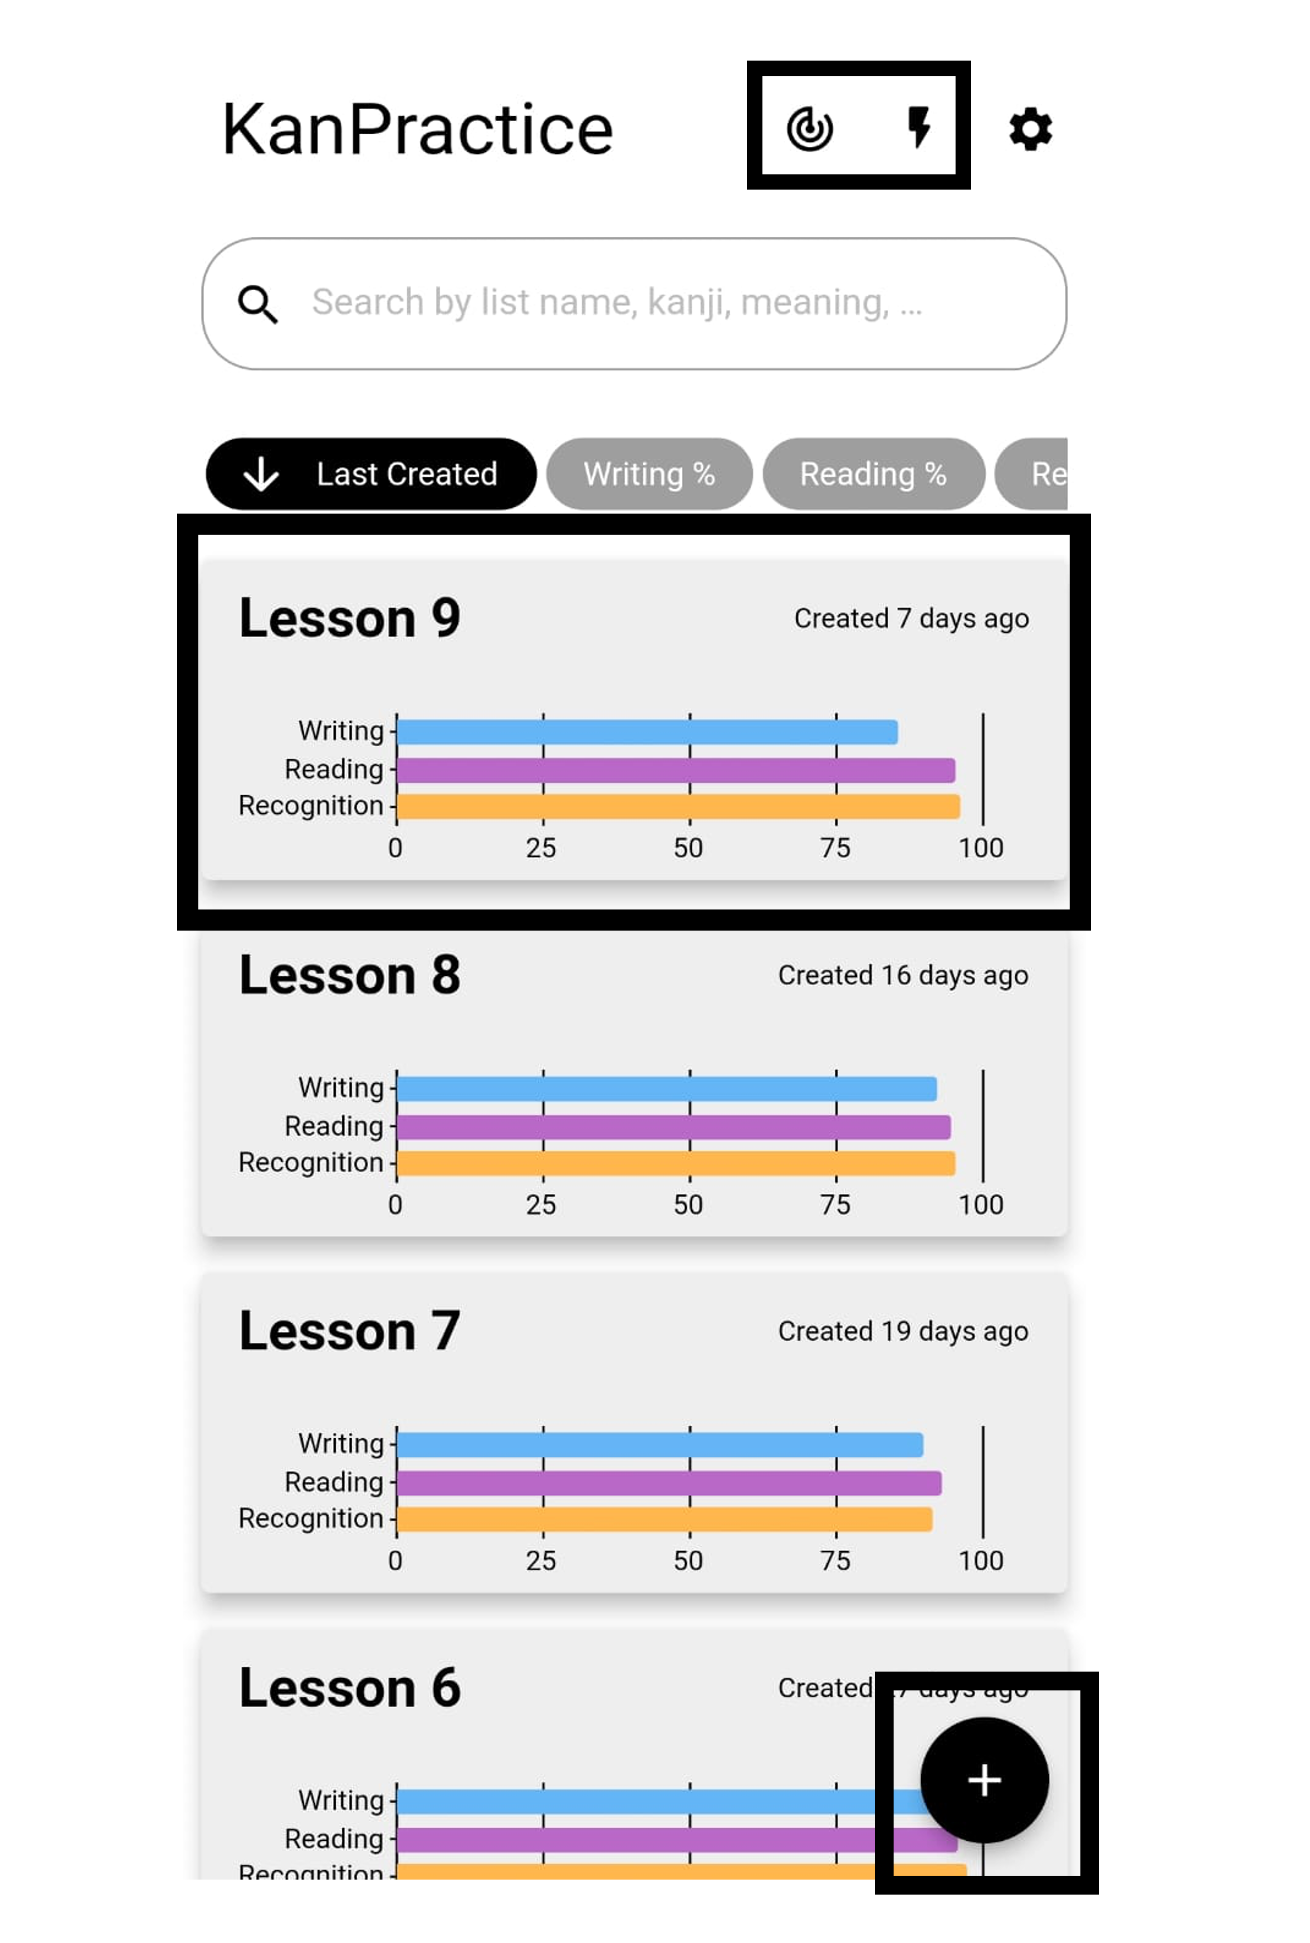 KanPractice
Search by list name, kanji, meaning, ...
Last Created Writing % Reading % Re
Lesson 9 Created 7 days ago
Writing
Reading
Recognition
0 25 50 75 100
Lesson 8 Created 16 days ago
Writing
Reading
Recognition
0 25 50 75 100
Lesson 7 Created 19 days ago
Writing
Reading
Recognition
0 25 50 75 100
Lesson 6 Created days ago
Writing
Reading
Recognition